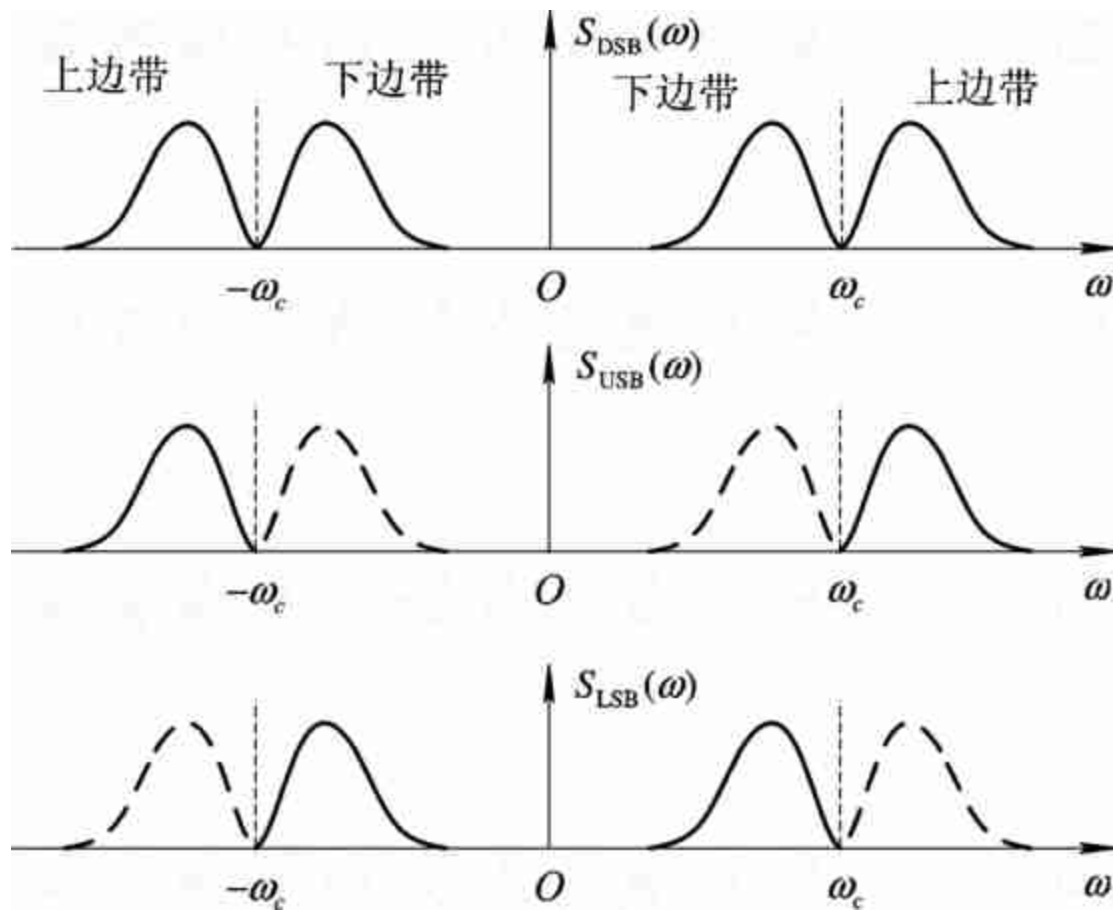 S_DSB(ω)
上边带 下边带 下边带 上边带
−ω_c O ω_c ω
S_USB(ω)
−ω_c O ω_c ω
S_LSB(ω)
−ω_c O ω_c ω